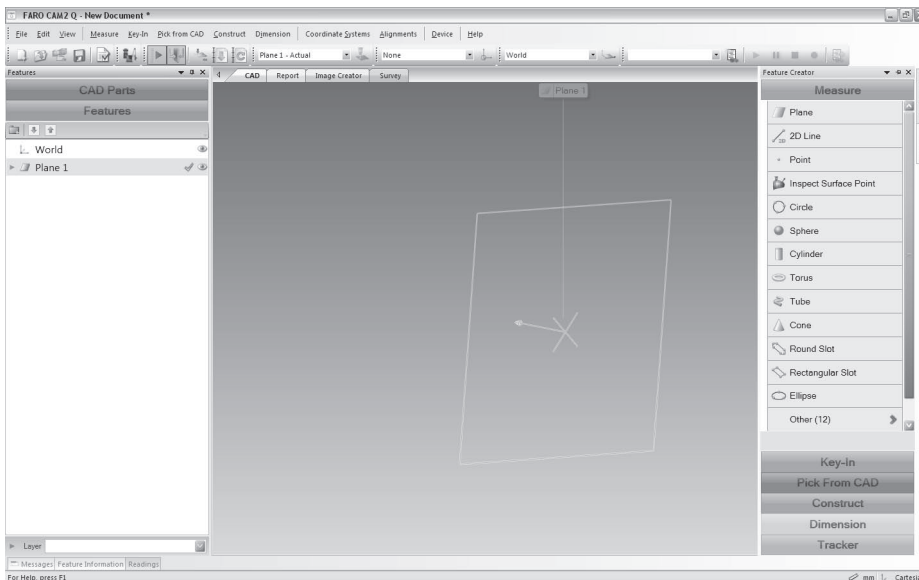 FARO CAM2 Q - New Document *
File Edit View Measure Key-In Pick from CAD Construct Dimension Coordinate Systems Alignments Device Help
Plane 1 - Actual None World
Features
CAD Parts
Features
World
Plane 1
Layer
4 CAD Report Image Creator Survey
Plane 1
Feature Creator
Measure
Plane
2D Line
Point
Inspect Surface Point
Circle
Sphere
Cylinder
Torus
Tube
Cone
Round Slot
Rectangular Slot
Ellipse
Other (12)
Key-In
Pick From CAD
Construct
Dimension
Tracker
Messages Feature Information Readings
For Help, press F1 mm Cartesi